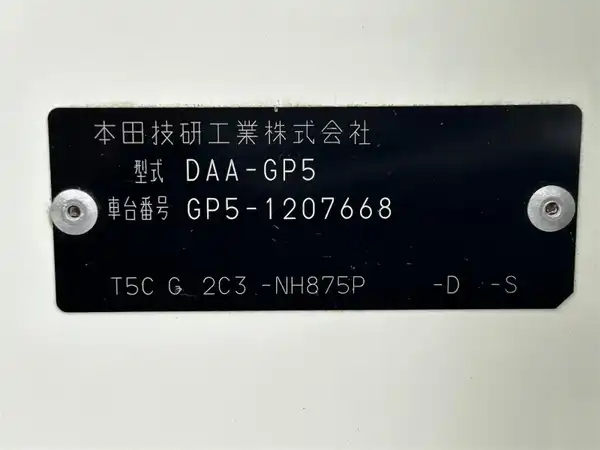 本田技研工業株式会社
型式 DAA-GP5
車台番号 GP5-1207668
T5C G 2C3 -NH875P -D -S